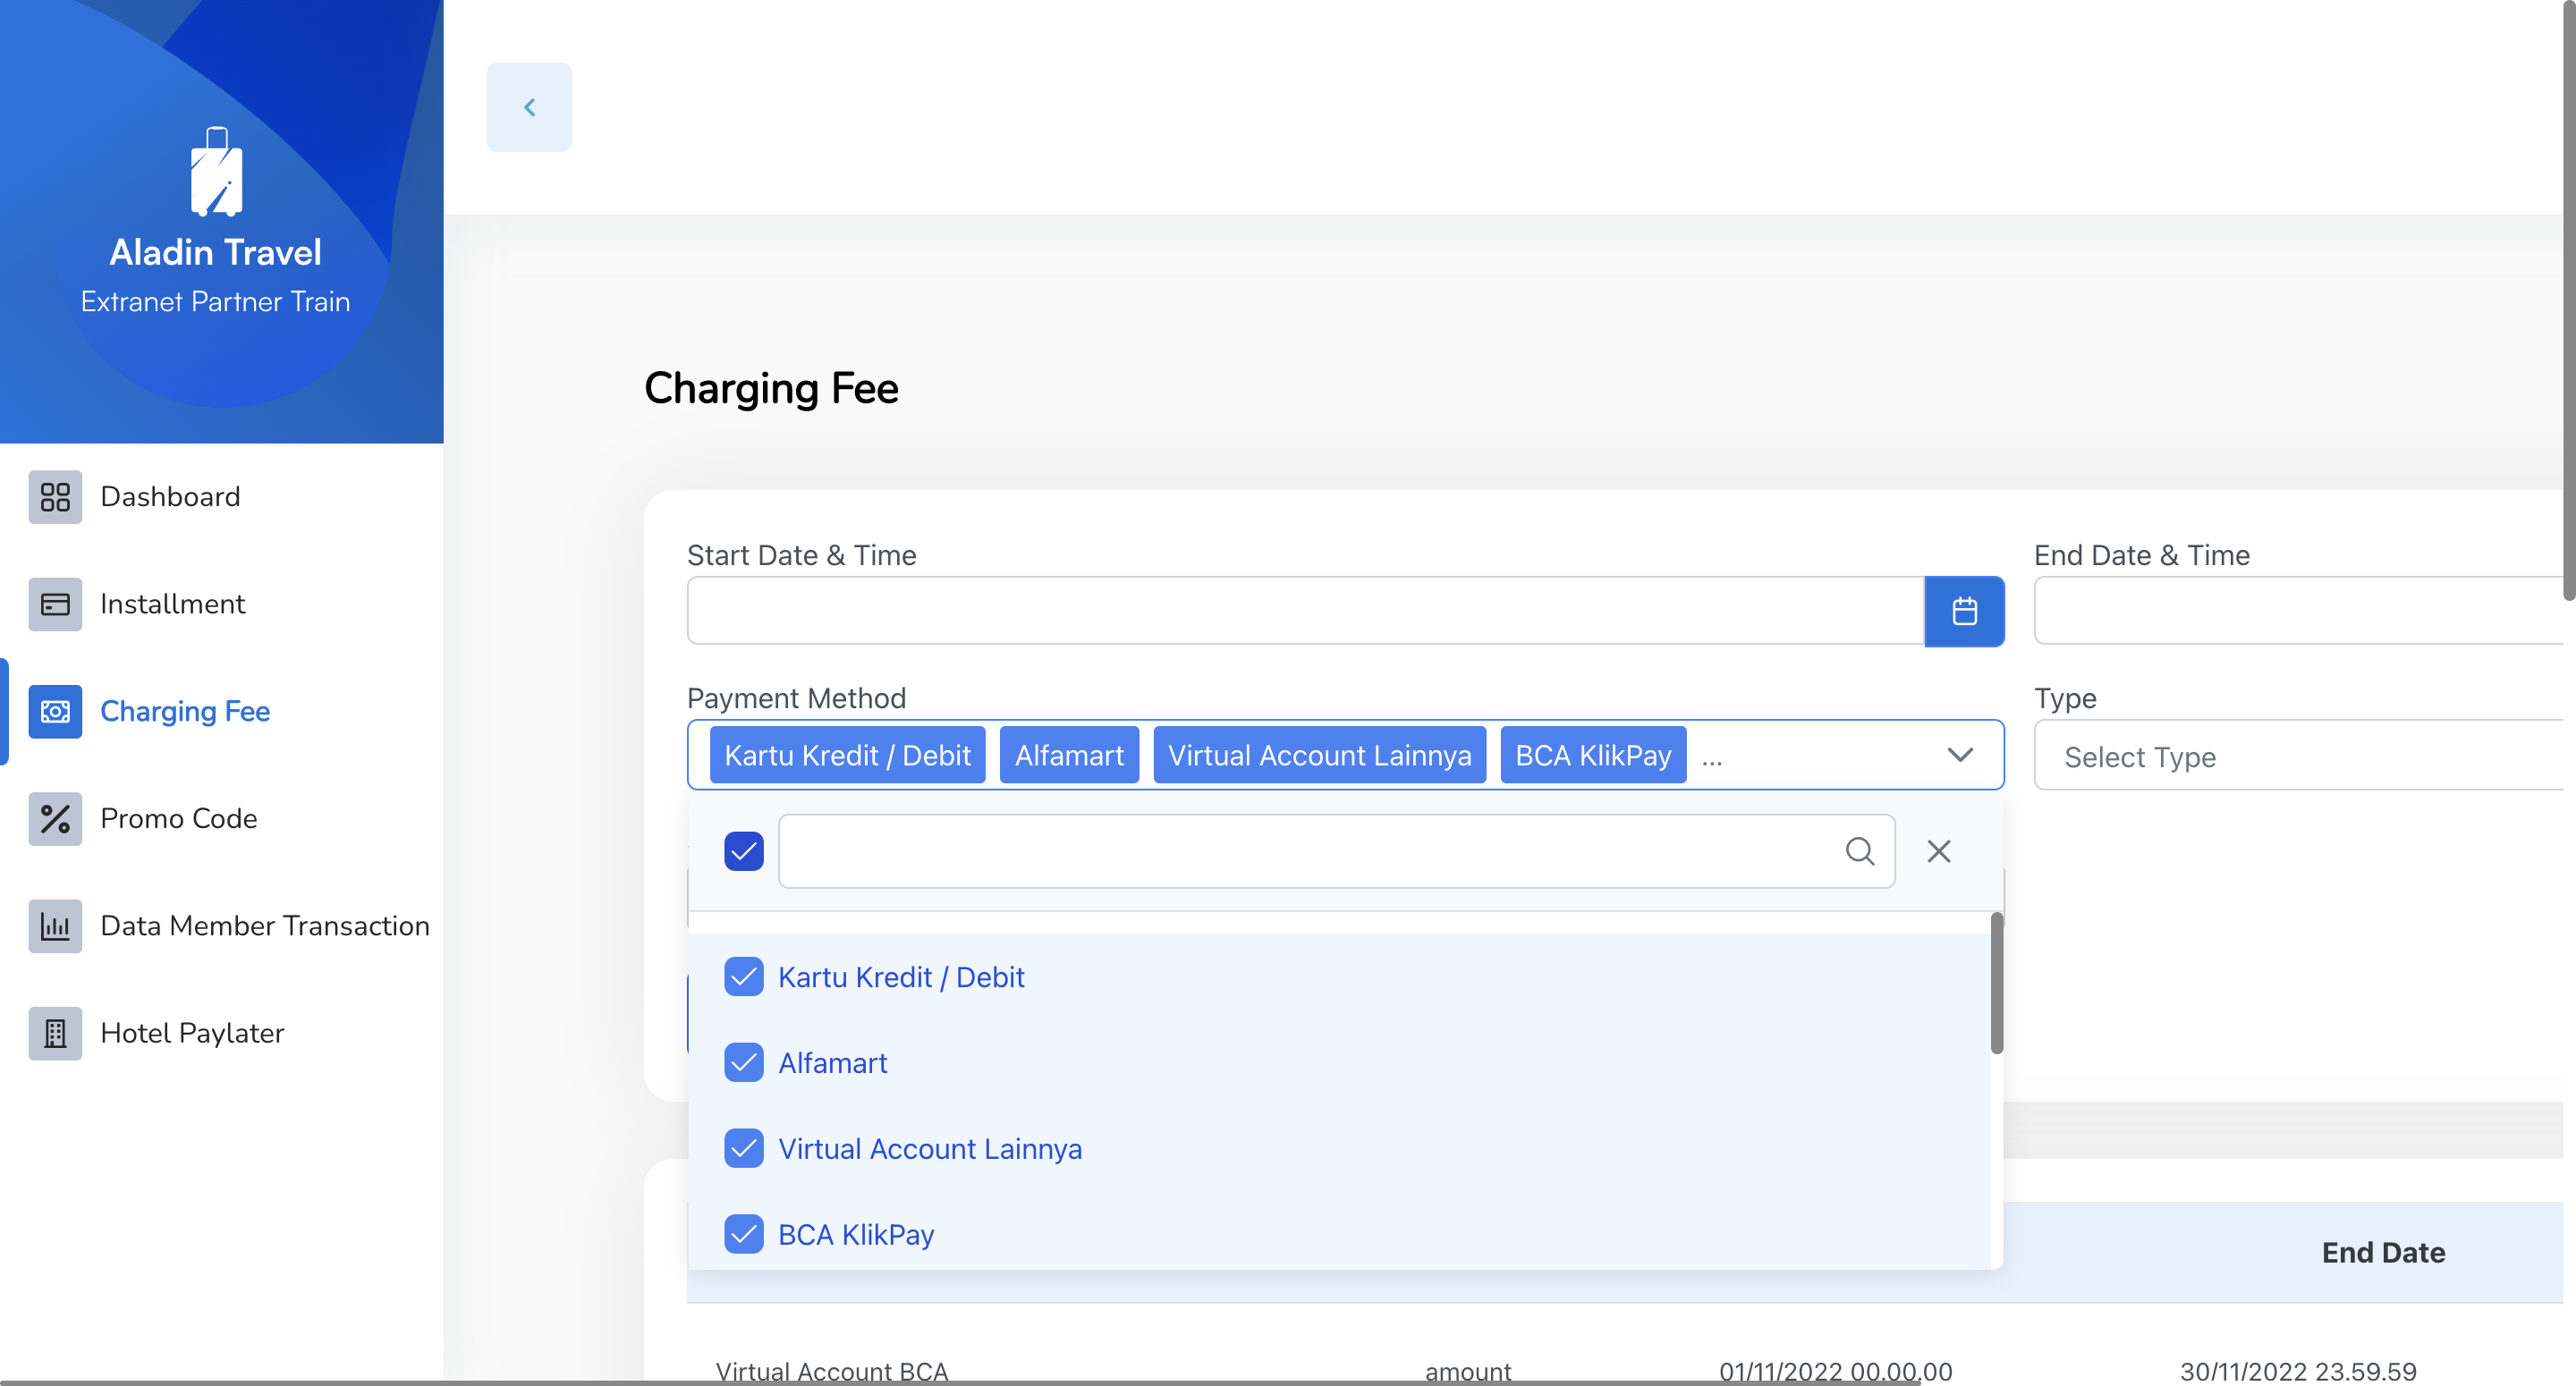 Aladin Travel
Extranet Partner Train
Dashboard
Installment
Charging Fee
Promo Code
Data Member Transaction
Hotel Paylater
Charging Fee
Start Date & Time
End Date & Time
Payment Method
Type
Kartu Kredit / Debit Alfamart Virtual Account Lainnya BCA KlikPay ...
Select Type
Kartu Kredit / Debit
Alfamart
Virtual Account Lainnya
BCA KlikPay
End Date
Virtual Account BCA amount 01/11/2022 00.00.00 30/11/2022 23.59.59